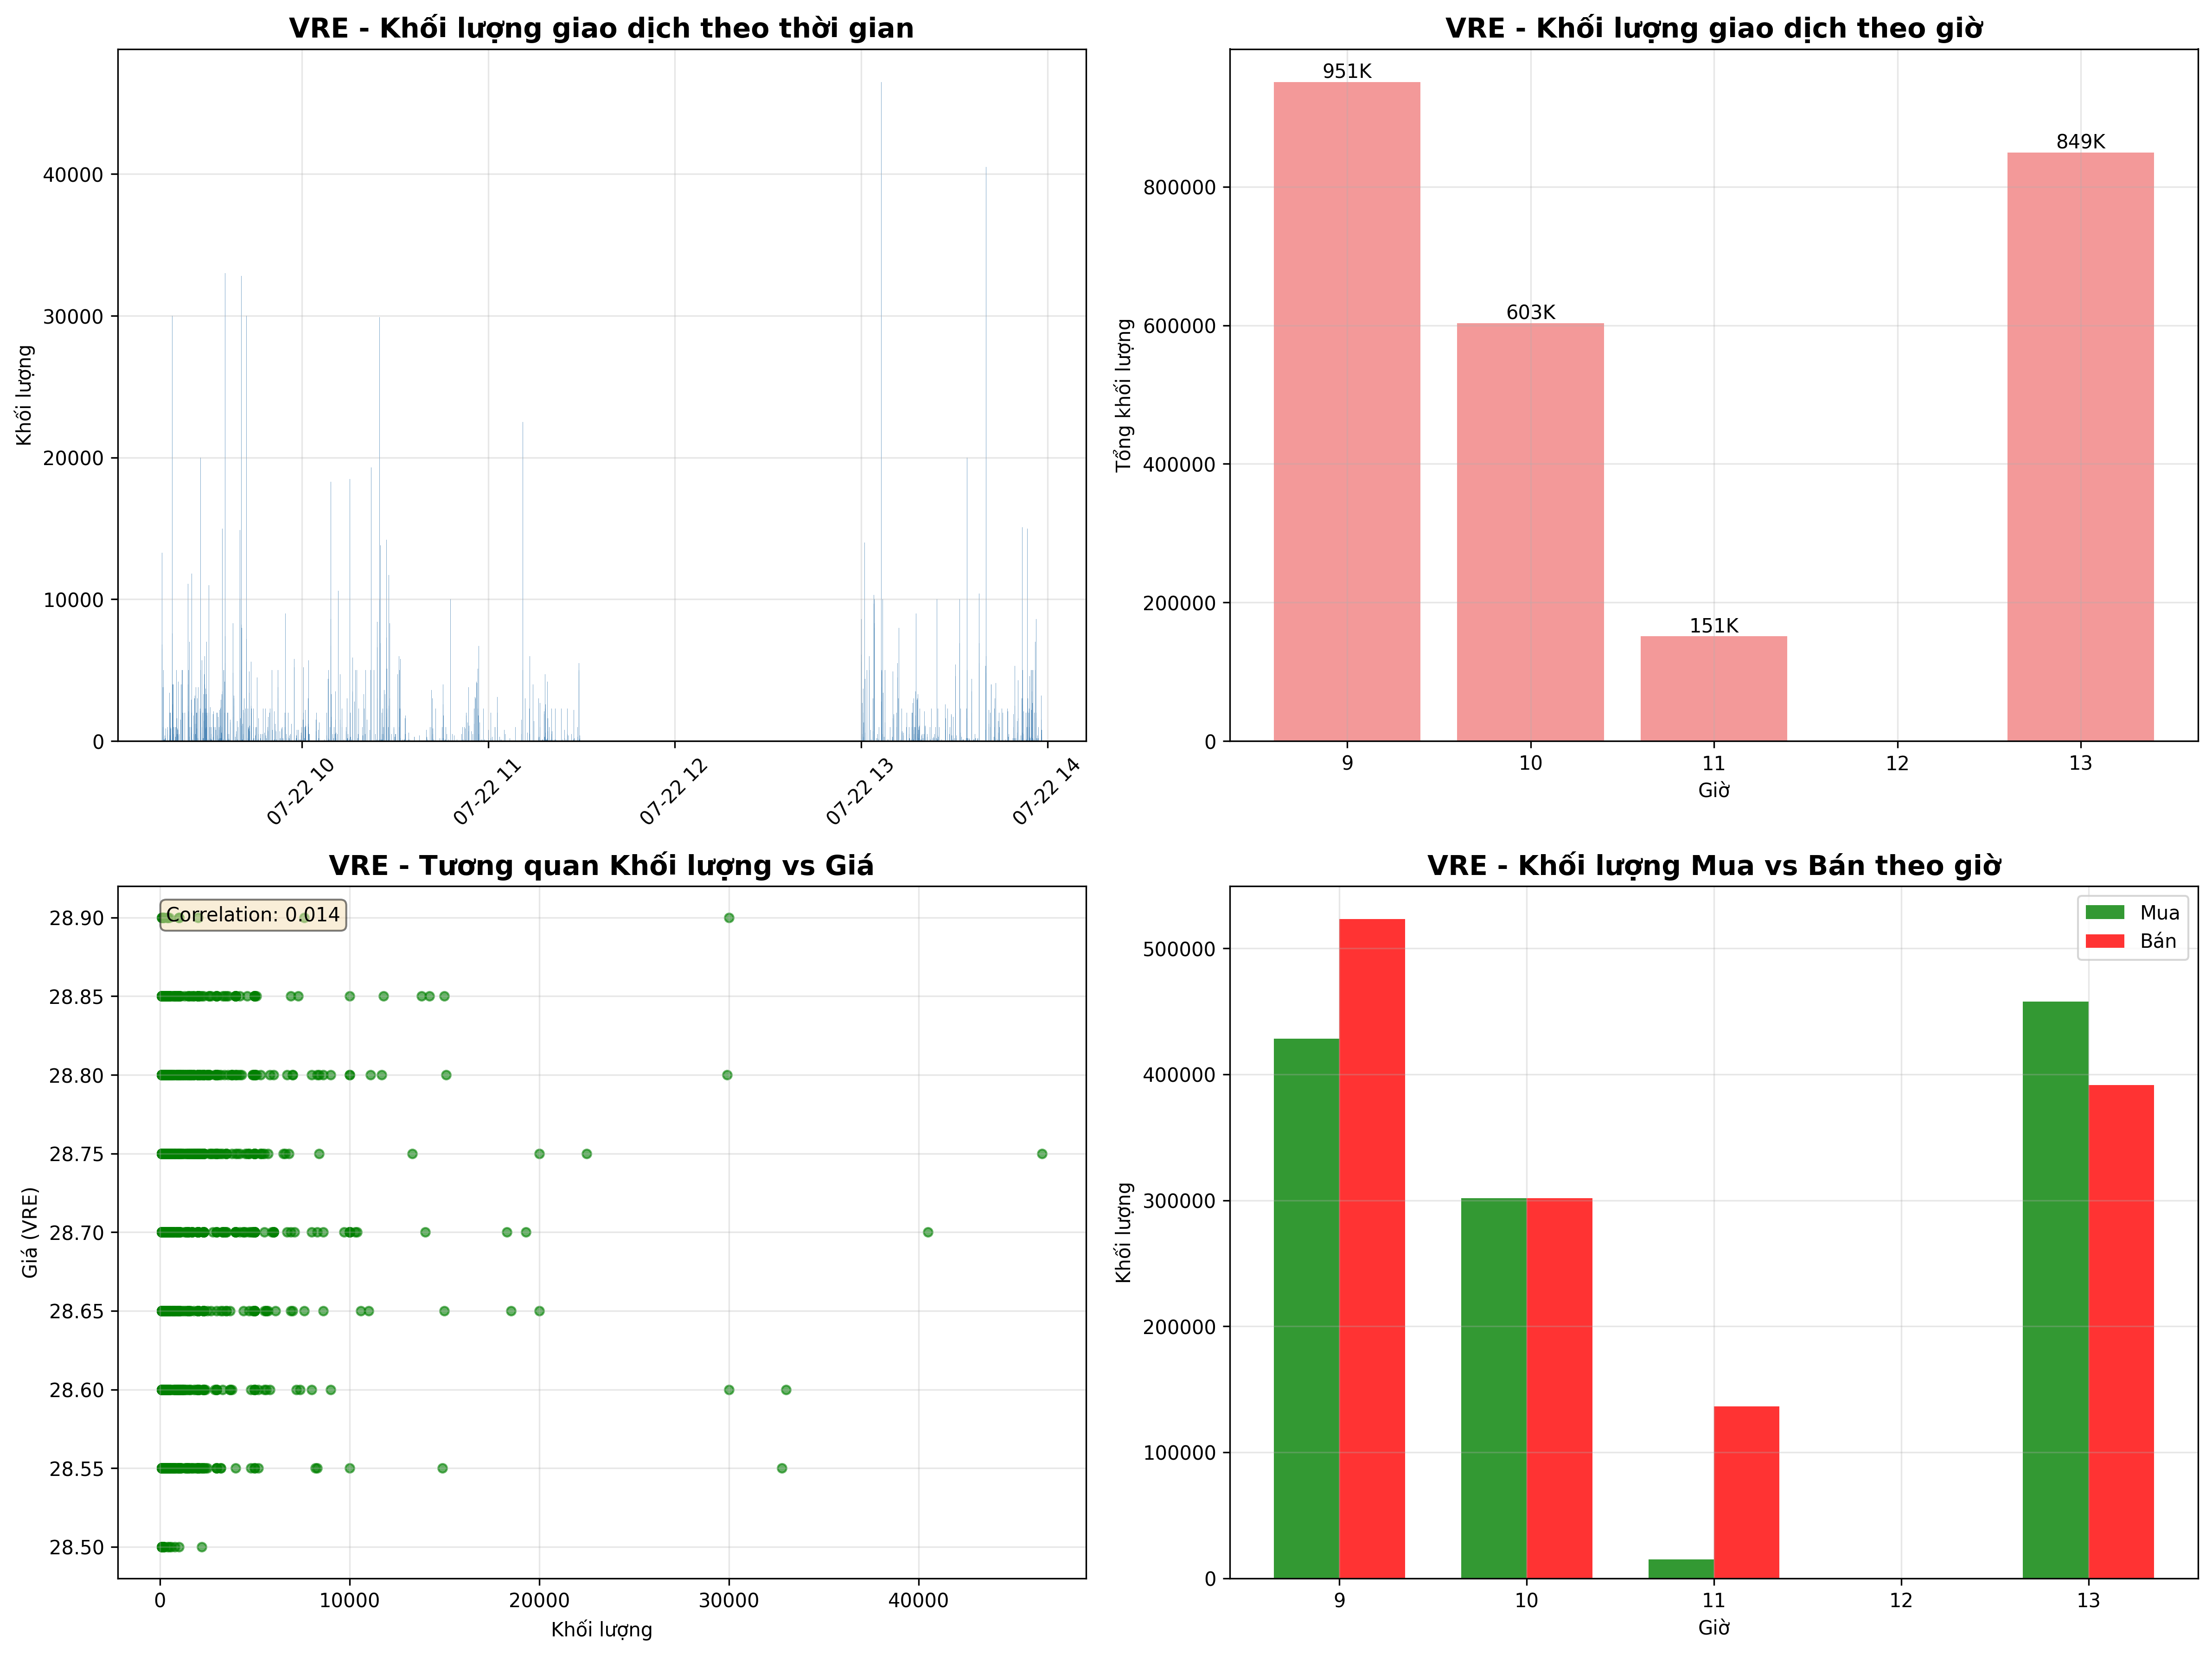 VRE - Khối lượng giao dịch theo thời gian
Khối lượng
40000
30000
20000
10000
0
07-22 10
07-22 11
07-22 12
07-22 13
07-22 14
VRE - Khối lượng giao dịch theo giờ
Tổng khối lượng
800000
600000
400000
200000
0
951K
603K
151K
849K
9
10
11
12
13
Giờ
VRE - Tương quan Khối lượng vs Giá
Correlation: 0.014
Giá (VRE)
28.90
28.85
28.80
28.75
28.70
28.65
28.60
28.55
28.50
0
10000
20000
30000
40000
Khối lượng
VRE - Khối lượng Mua vs Bán theo giờ
Mua
Bán
Khối lượng
500000
400000
300000
200000
100000
0
9
10
11
12
13
Giờ